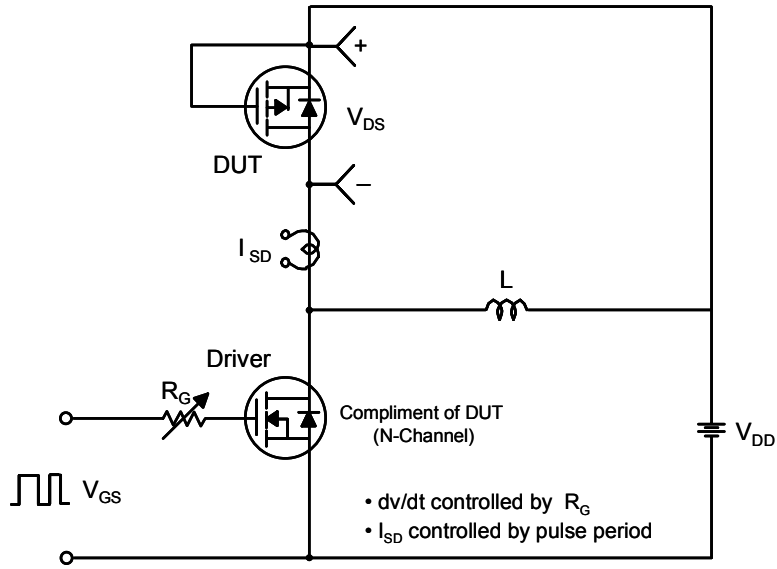 +
V_DS
DUT
–
I_SD
L
Driver
R_G
Compliment of DUT
(N-Channel)
V_DD
V_GS
• dv/dt controlled by R_G
• I_SD controlled by pulse period